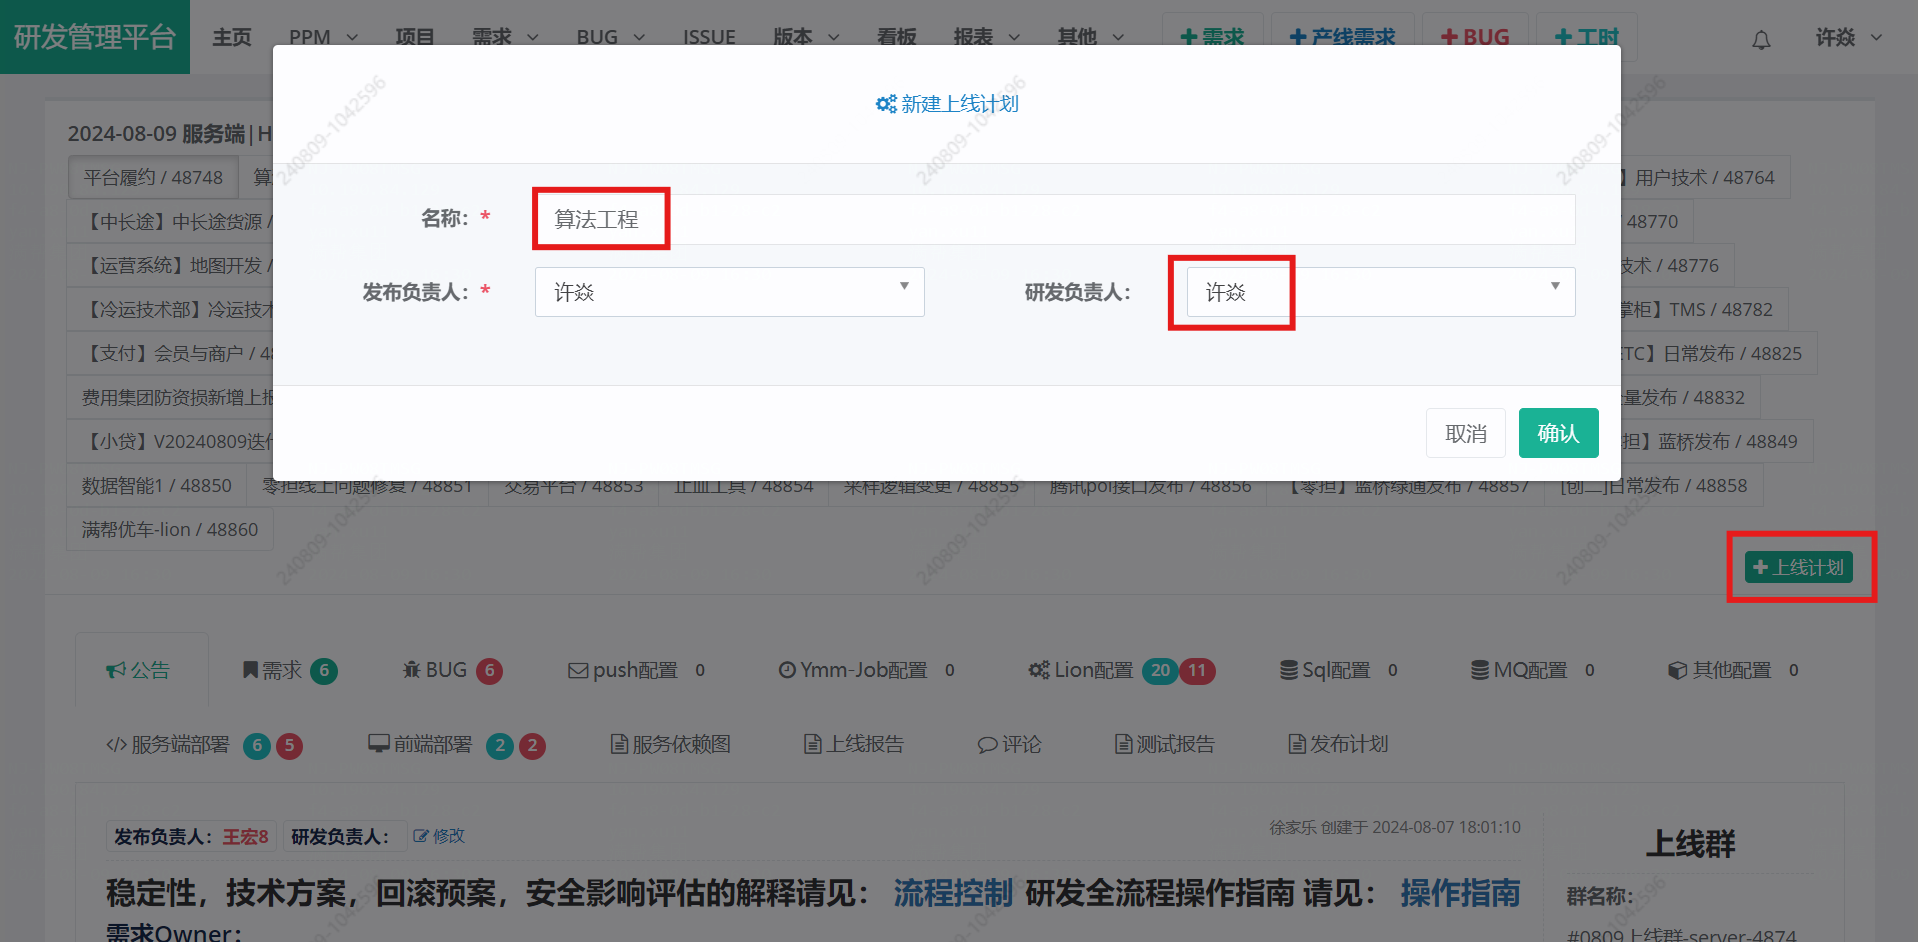 研发管理平台 主页 PPM 项目 需求 BUG ISSUE 版本 看板 报表 其他 +需求 +产线需求 +BUG +工时 许焱
新建上线计划
2024-08-09 服务端|H
平台履约 / 48748 算 】用户技术 / 48764
名称：* 算法工程
【中长途】中长途货源 / 48770
【运营系统】地图开发 / 技术 / 48776
发布负责人：* 许焱 研发负责人： 许焱
【冷运技术部】冷运技术 掌柜】TMS / 48782
【支付】会员与商户 / 48 ETC】日常发布 / 48825
费用集团防资损新增上报 量发布 / 48832
【小贷】V20240809迭代 担】蓝桥发布 / 48849
取消 确认
数据智能1 / 48850 零担线上问题修复 / 48851 交易平台 / 48853 止血工具 / 48854 采样逻辑变更 / 48855 腾讯poi接口发布 / 48856 【零担】蓝桥绿通发布 / 48857 [创二]日常发布 / 48858
满帮优车-lion / 48860
+上线计划
公告 需求 6 BUG 6 push配置 0 Ymm-Job配置 0 Lion配置 20 11 Sql配置 0 MQ配置 0 其他配置 0
</>服务端部署 6 5 前端部署 2 2 服务依赖图 上线报告 评论 测试报告 发布计划
发布负责人：王宏8 研发负责人： 修改 徐家乐 创建于 2024-08-07 18:01:10
上线群
稳定性，技术方案，回滚预案，安全影响评估的解释请见： 流程控制 研发全流程操作指南 请见： 操作指南
群名称：
需求Owner：
#0809上线群-server-4874
240809-1042596
240809-1042596
240809-1042596
240809-1042596
240809-1042596
240809-1042596